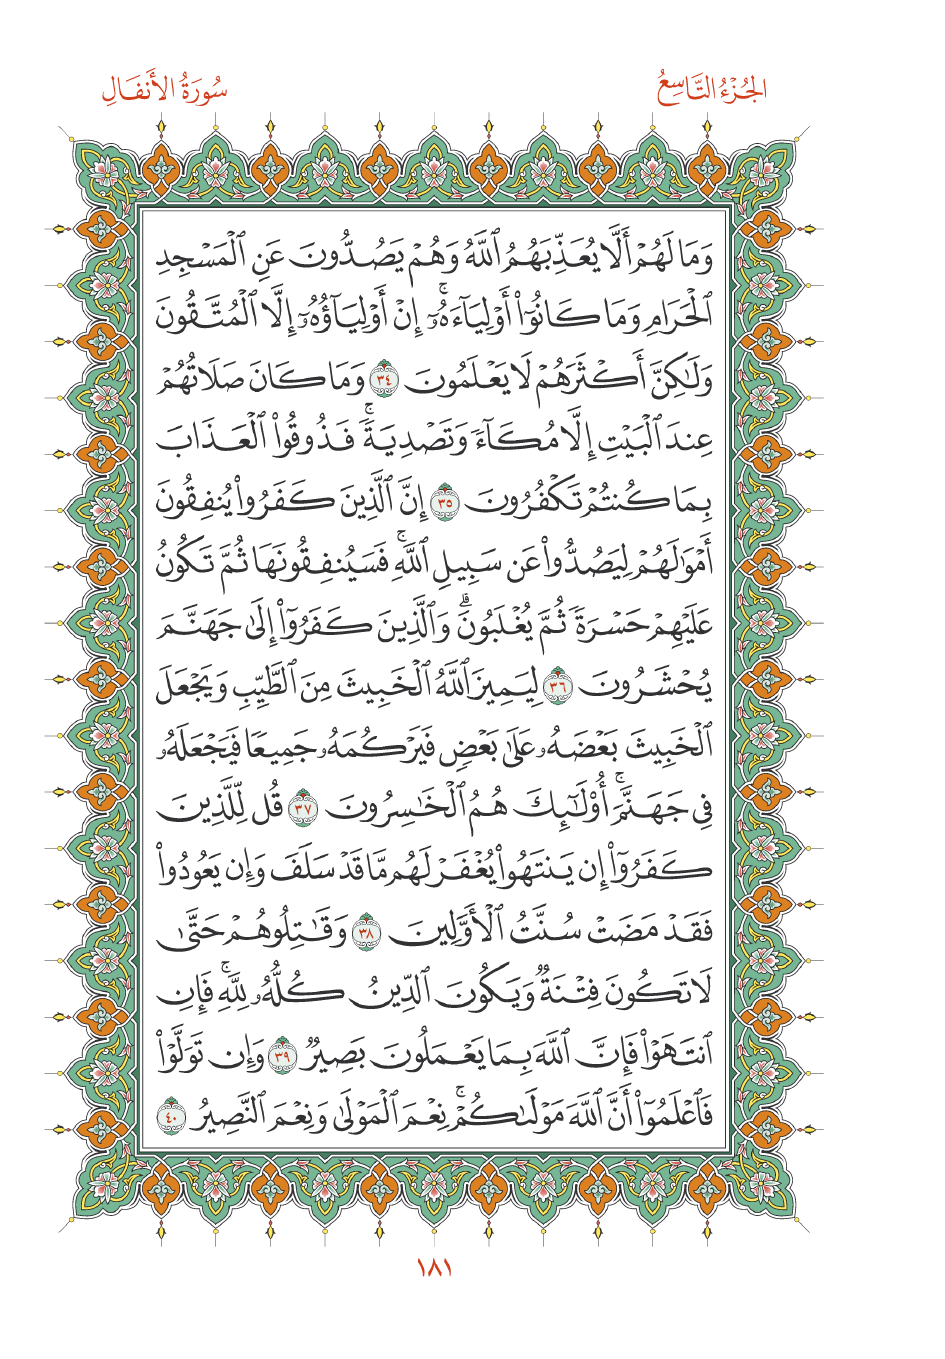 الجُزْءُ التَّاسِعُ
سُورَةُ الأَنفَالِ
وَمَا لَهُمْ أَلَّا يُعَذِّبَهُمُ ٱللَّهُ وَهُمْ يَصُدُّونَ عَنِ ٱلْمَسْجِدِ
ٱلْحَرَامِ وَمَا كَانُوٓا۟ أَوْلِيَآءَهُۥٓۚ إِنْ أَوْلِيَآؤُهُۥٓ إِلَّا ٱلْمُتَّقُونَ
وَلَٰكِنَّ أَكْثَرَهُمْ لَا يَعْلَمُونَ ٣٤ وَمَا كَانَ صَلَاتُهُمْ
عِندَ ٱلْبَيْتِ إِلَّا مُكَآءً وَتَصْدِيَةًۚ فَذُوقُوا۟ ٱلْعَذَابَ
بِمَا كُنتُمْ تَكْفُرُونَ ٣٥ إِنَّ ٱلَّذِينَ كَفَرُوا۟ يُنفِقُونَ
أَمْوَٰلَهُمْ لِيَصُدُّوا۟ عَن سَبِيلِ ٱللَّهِۚ فَسَيُنفِقُونَهَا ثُمَّ تَكُونُ
عَلَيْهِمْ حَسْرَةً ثُمَّ يُغْلَبُونَۗ وَٱلَّذِينَ كَفَرُوٓا۟ إِلَىٰ جَهَنَّمَ
يُحْشَرُونَ ٣٦ لِيَمِيزَ ٱللَّهُ ٱلْخَبِيثَ مِنَ ٱلطَّيِّبِ وَيَجْعَلَ
ٱلْخَبِيثَ بَعْضَهُۥ عَلَىٰ بَعْضٍ فَيَرْكُمَهُۥ جَمِيعًا فَيَجْعَلَهُۥ
فِى جَهَنَّمَۚ أُو۟لَٰٓئِكَ هُمُ ٱلْخَٰسِرُونَ ٣٧ قُل لِّلَّذِينَ
كَفَرُوٓا۟ إِن يَنتَهُوا۟ يُغْفَرْ لَهُم مَّا قَدْ سَلَفَ وَإِن يَعُودُوا۟
فَقَدْ مَضَتْ سُنَّتُ ٱلْأَوَّلِينَ ٣٨ وَقَٰتِلُوهُمْ حَتَّىٰ
لَا تَكُونَ فِتْنَةٌ وَيَكُونَ ٱلدِّينُ كُلُّهُۥ لِلَّهِۚ فَإِنِ
ٱنتَهَوْا۟ فَإِنَّ ٱللَّهَ بِمَا يَعْمَلُونَ بَصِيرٌ ٣٩ وَإِن تَوَلَّوْا۟
فَٱعْلَمُوٓا۟ أَنَّ ٱللَّهَ مَوْلَىٰكُمْۚ نِعْمَ ٱلْمَوْلَىٰ وَنِعْمَ ٱلنَّصِيرُ ٤٠
١٨١